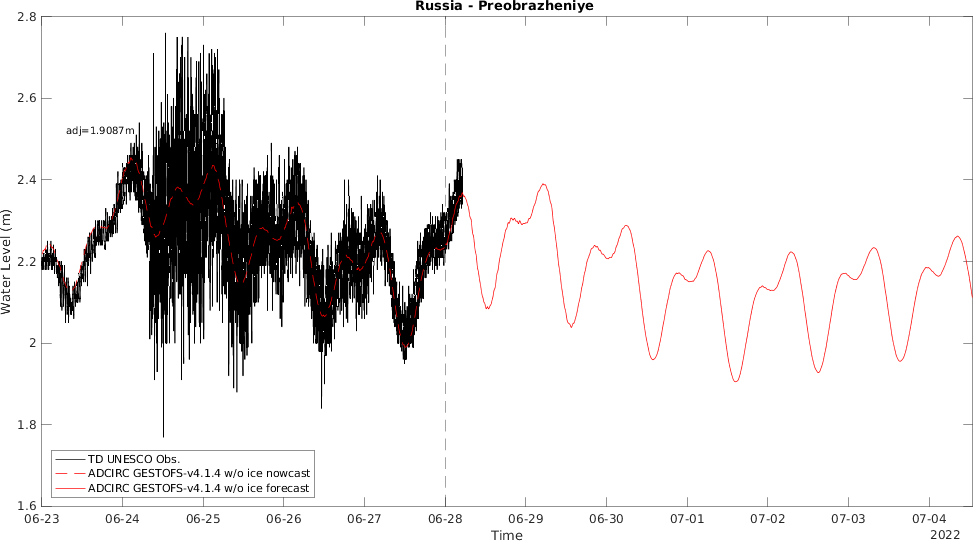 Russia - Preobrazheniye
2.8
2.6
2.4
2.2
2
1.8
1.6
Water Level (m)
adj=1.9087m
TD UNESCO Obs.
ADCIRC GESTOFS-v4.1.4 w/o ice nowcast
ADCIRC GESTOFS-v4.1.4 w/o ice forecast
06-23 06-24 06-25 06-26 06-27 06-28 06-29 06-30 07-01 07-02 07-03 07-04
Time
2022